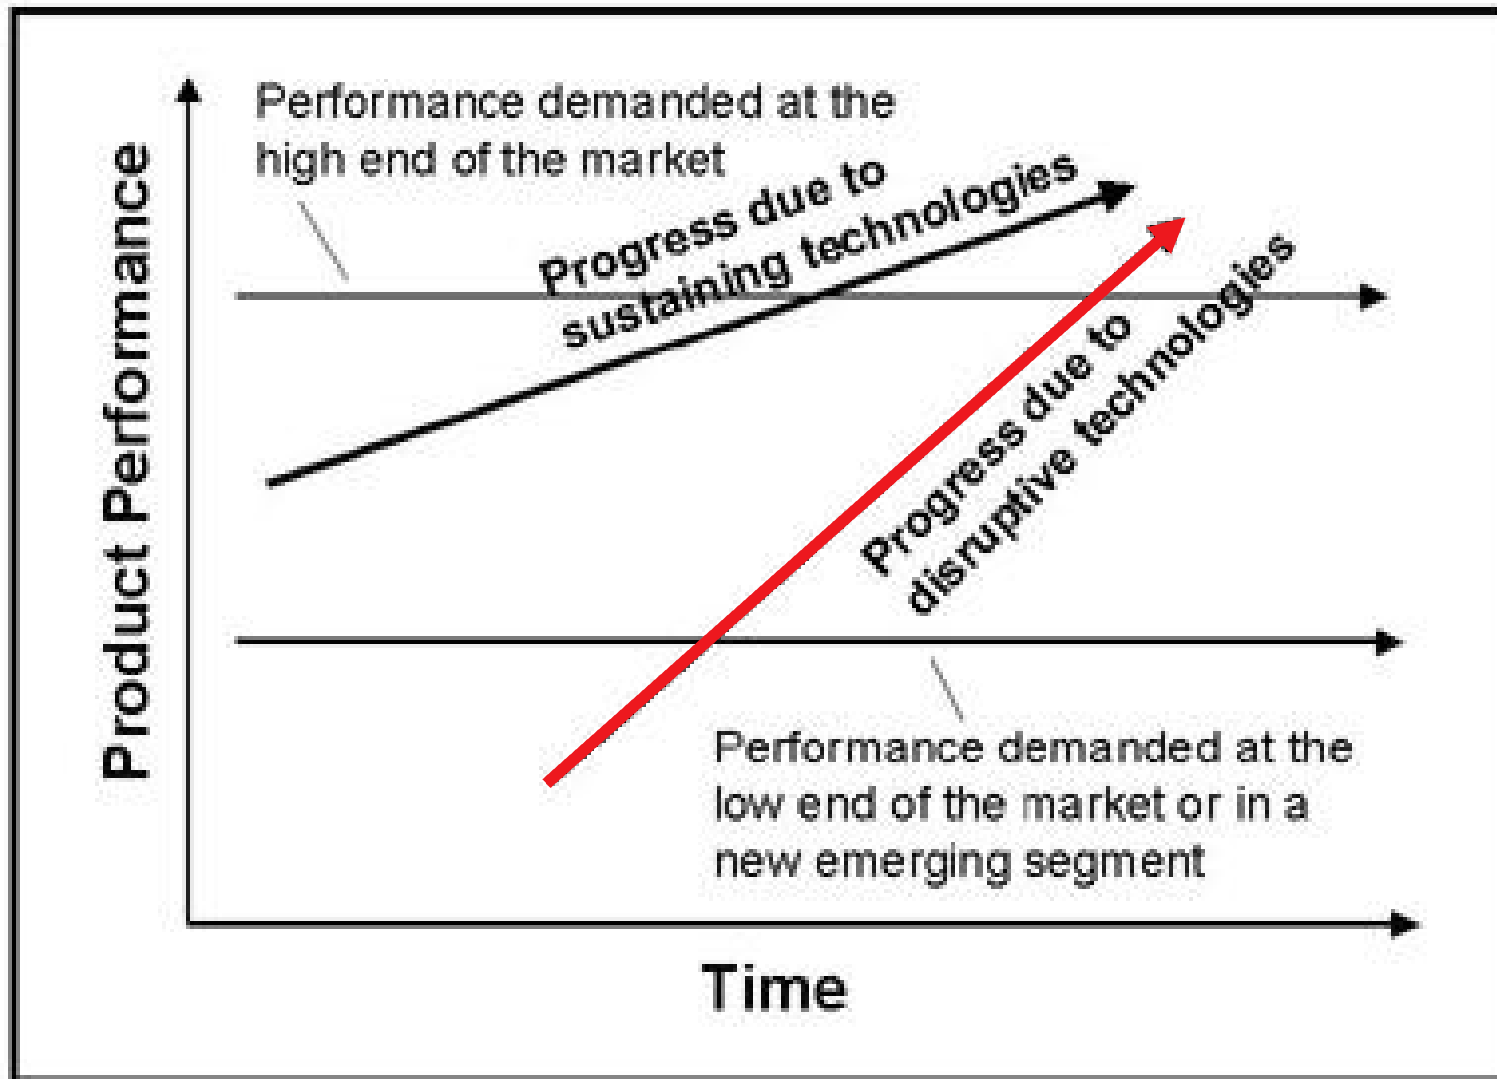 Performance demanded at the
high end of the market
Progress due to
sustaining technologies
Progress due to
disruptive technologies
Product Performance
Performance demanded at the
low end of the market or in a
new emerging segment
Time